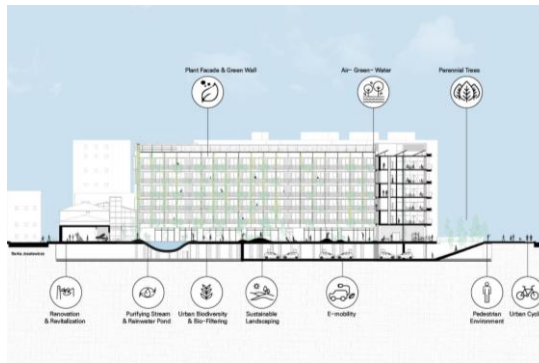 Plant Facade & Green Wall
Air- Green- Water
Perennial Trees
Renovation
& Revitalization
Purifying Stream
& Rainwater Pond
Urban Biodiversity
& Bio-Filtering
Sustainable
Landscaping
E-mobility
Pedestrian
Environment
Urban Cycli